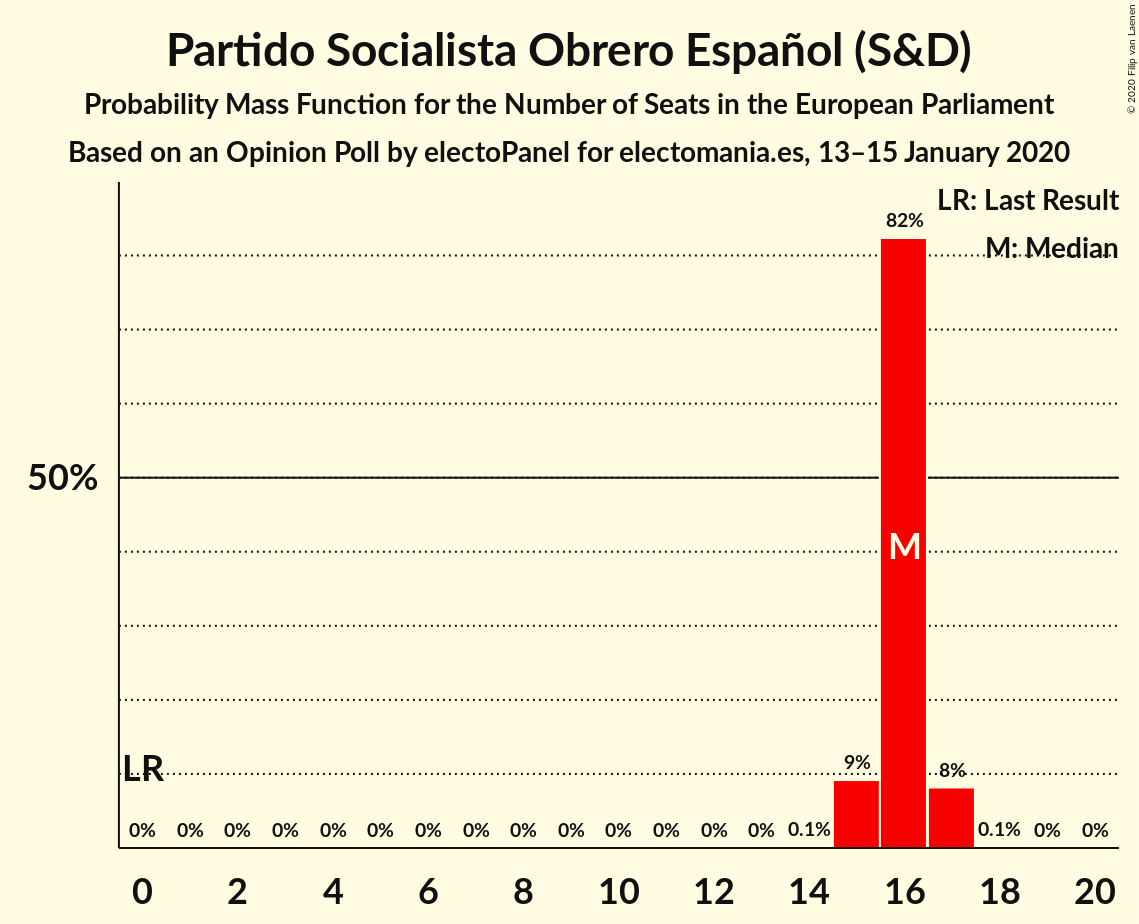 Partido Socialista Obrero Español (S&D)
Probability Mass Function for the Number of Seats in the European Parliament
Based on an Opinion Poll by electoPanel for electomania.es, 13–15 January 2020
© 2020 Filip van Laenen
LR: Last Result
M: Median
82%
50%
M
LR
9%
8%
0% 0% 0% 0% 0% 0% 0% 0% 0% 0% 0% 0% 0% 0% 0.1% 0.1% 0% 0%
0 2 4 6 8 10 12 14 16 18 20